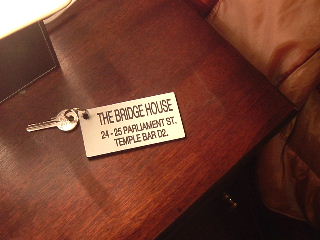 THE BRIDGE HOUSE
24-25 PARLIAMENT ST.
TEMPLE BAR D2.